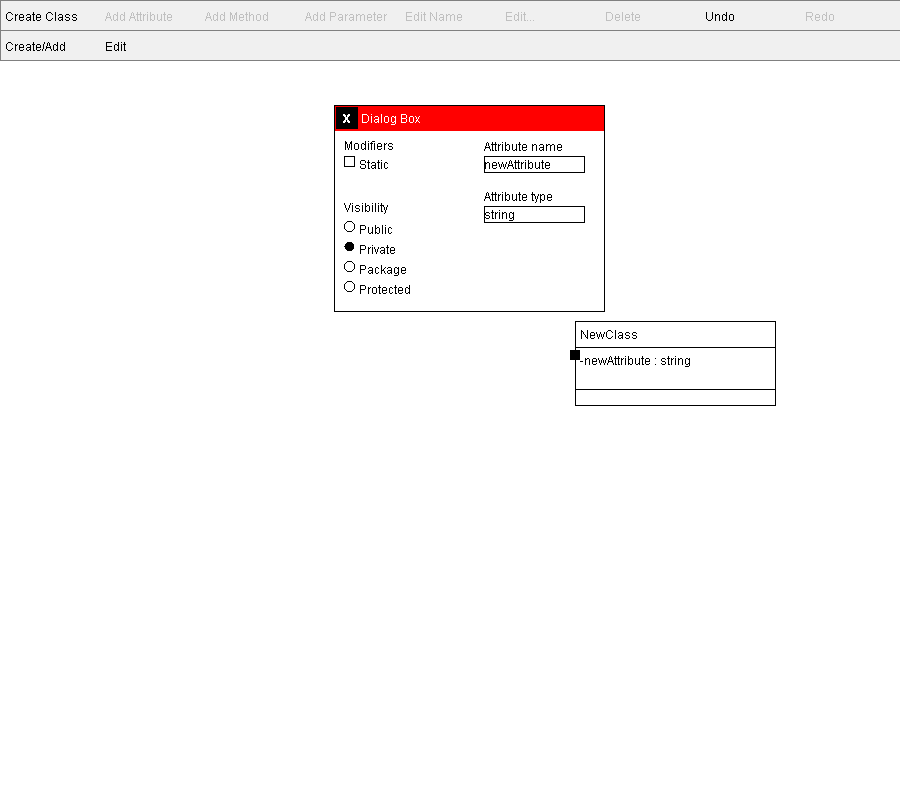 Create Class Add Attribute Add Method Add Parameter Edit Name Edit... Delete Undo Redo
Create/Add Edit
X Dialog Box
Modifiers
Static
Visibility
Public
Private
Package
Protected
Attribute name
newAttribute
Attribute type
string
NewClass
-newAttribute : string